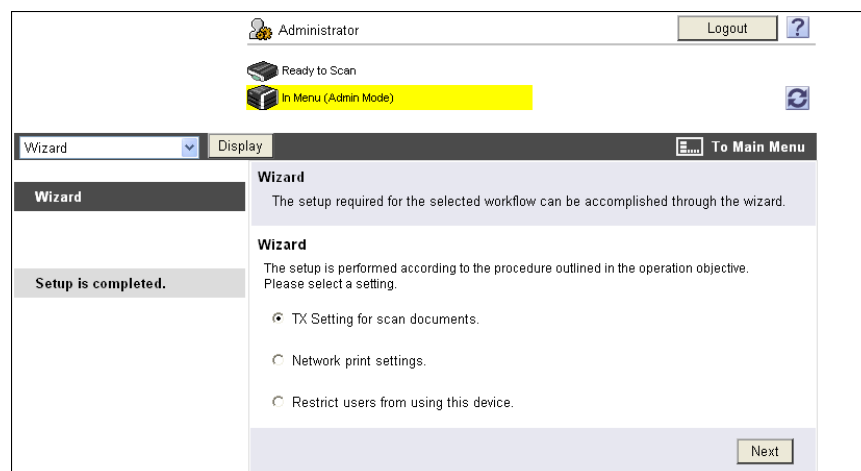 Administrator
Logout
?
Ready to Scan
In Menu (Admin Mode)
Wizard
Display
To Main Menu
Wizard
Setup is completed.
Wizard
The setup required for the selected workflow can be accomplished through the wizard.
Wizard
The setup is performed according to the procedure outlined in the operation objective.
Please select a setting.
TX Setting for scan documents.
Network print settings.
Restrict users from using this device.
Next